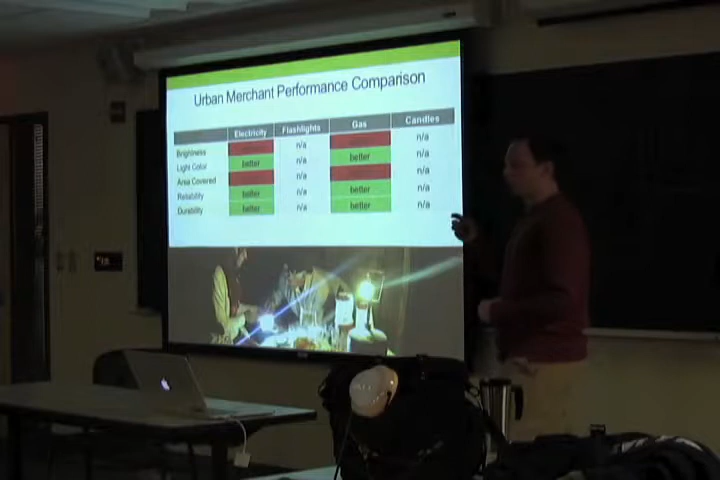 Urban Merchant Performance Comparison
Electricity Flashlights Gas Candles
Brightness n/a n/a
Light Color better n/a better n/a
Area Covered n/a n/a
Reliability better n/a better n/a
Durability better n/a better n/a